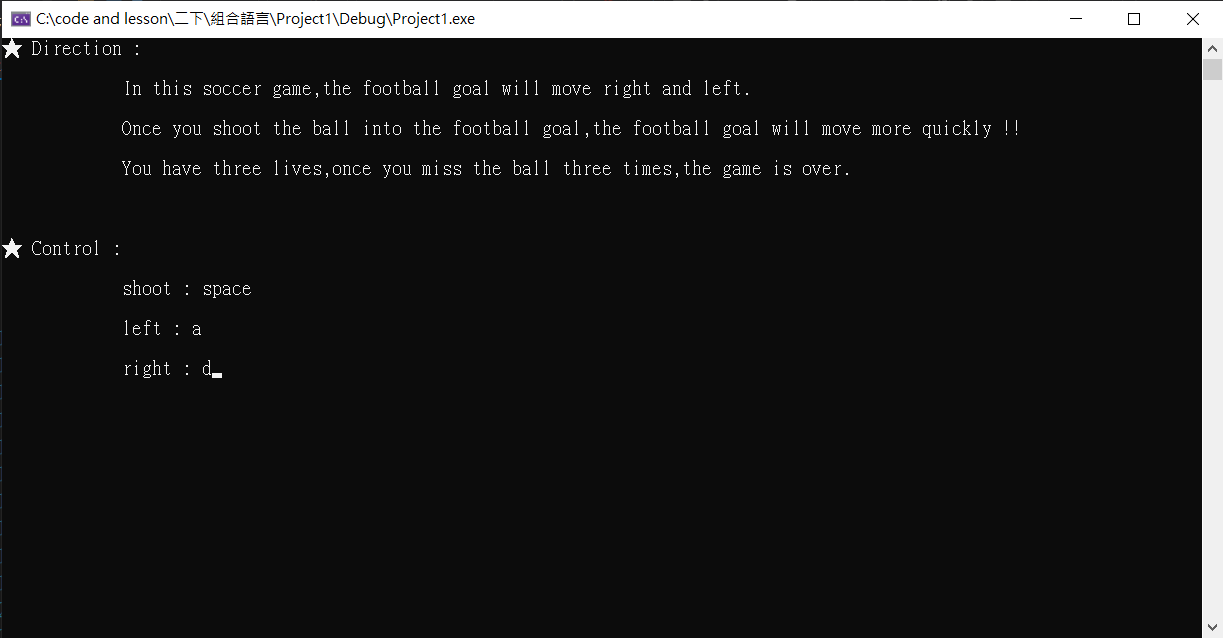 C:\code and lesson\二下\組合語言\Project1\Debug\Project1.exe
★ Direction :
In this soccer game,the football goal will move right and left.
Once you shoot the ball into the football goal,the football goal will move more quickly !!
You have three lives,once you miss the ball three times,the game is over.
★ Control :
shoot : space
left : a
right : d